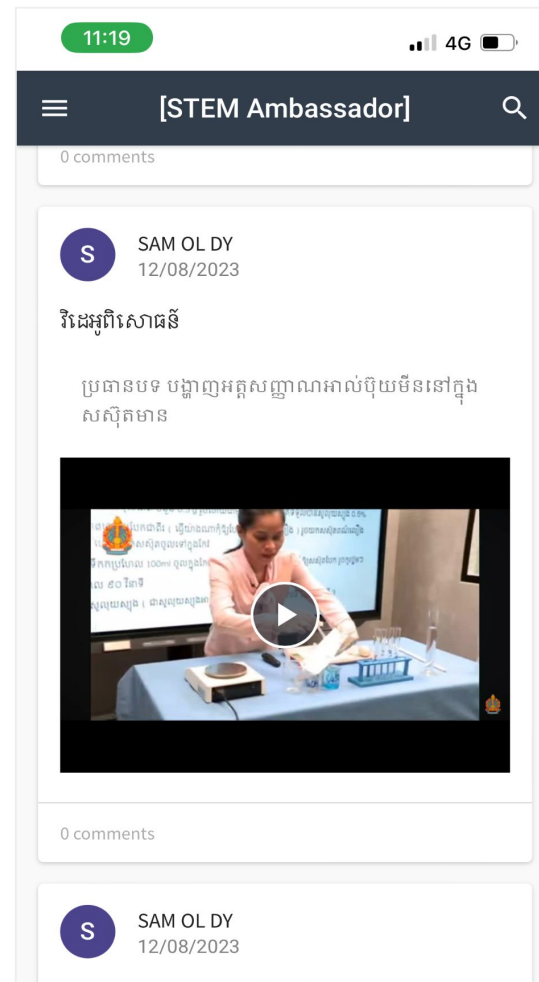 11:19
4G
[STEM Ambassador]
0 comments
S
SAM OL DY
12/08/2023
វិដេអូពិសោធន៍
ប្រធានបទ បង្ហាញអត្តសញ្ញាណអាល់ប៊ុយមីននៅក្នុង
សស៊ុតមាន
0 comments
S
SAM OL DY
12/08/2023